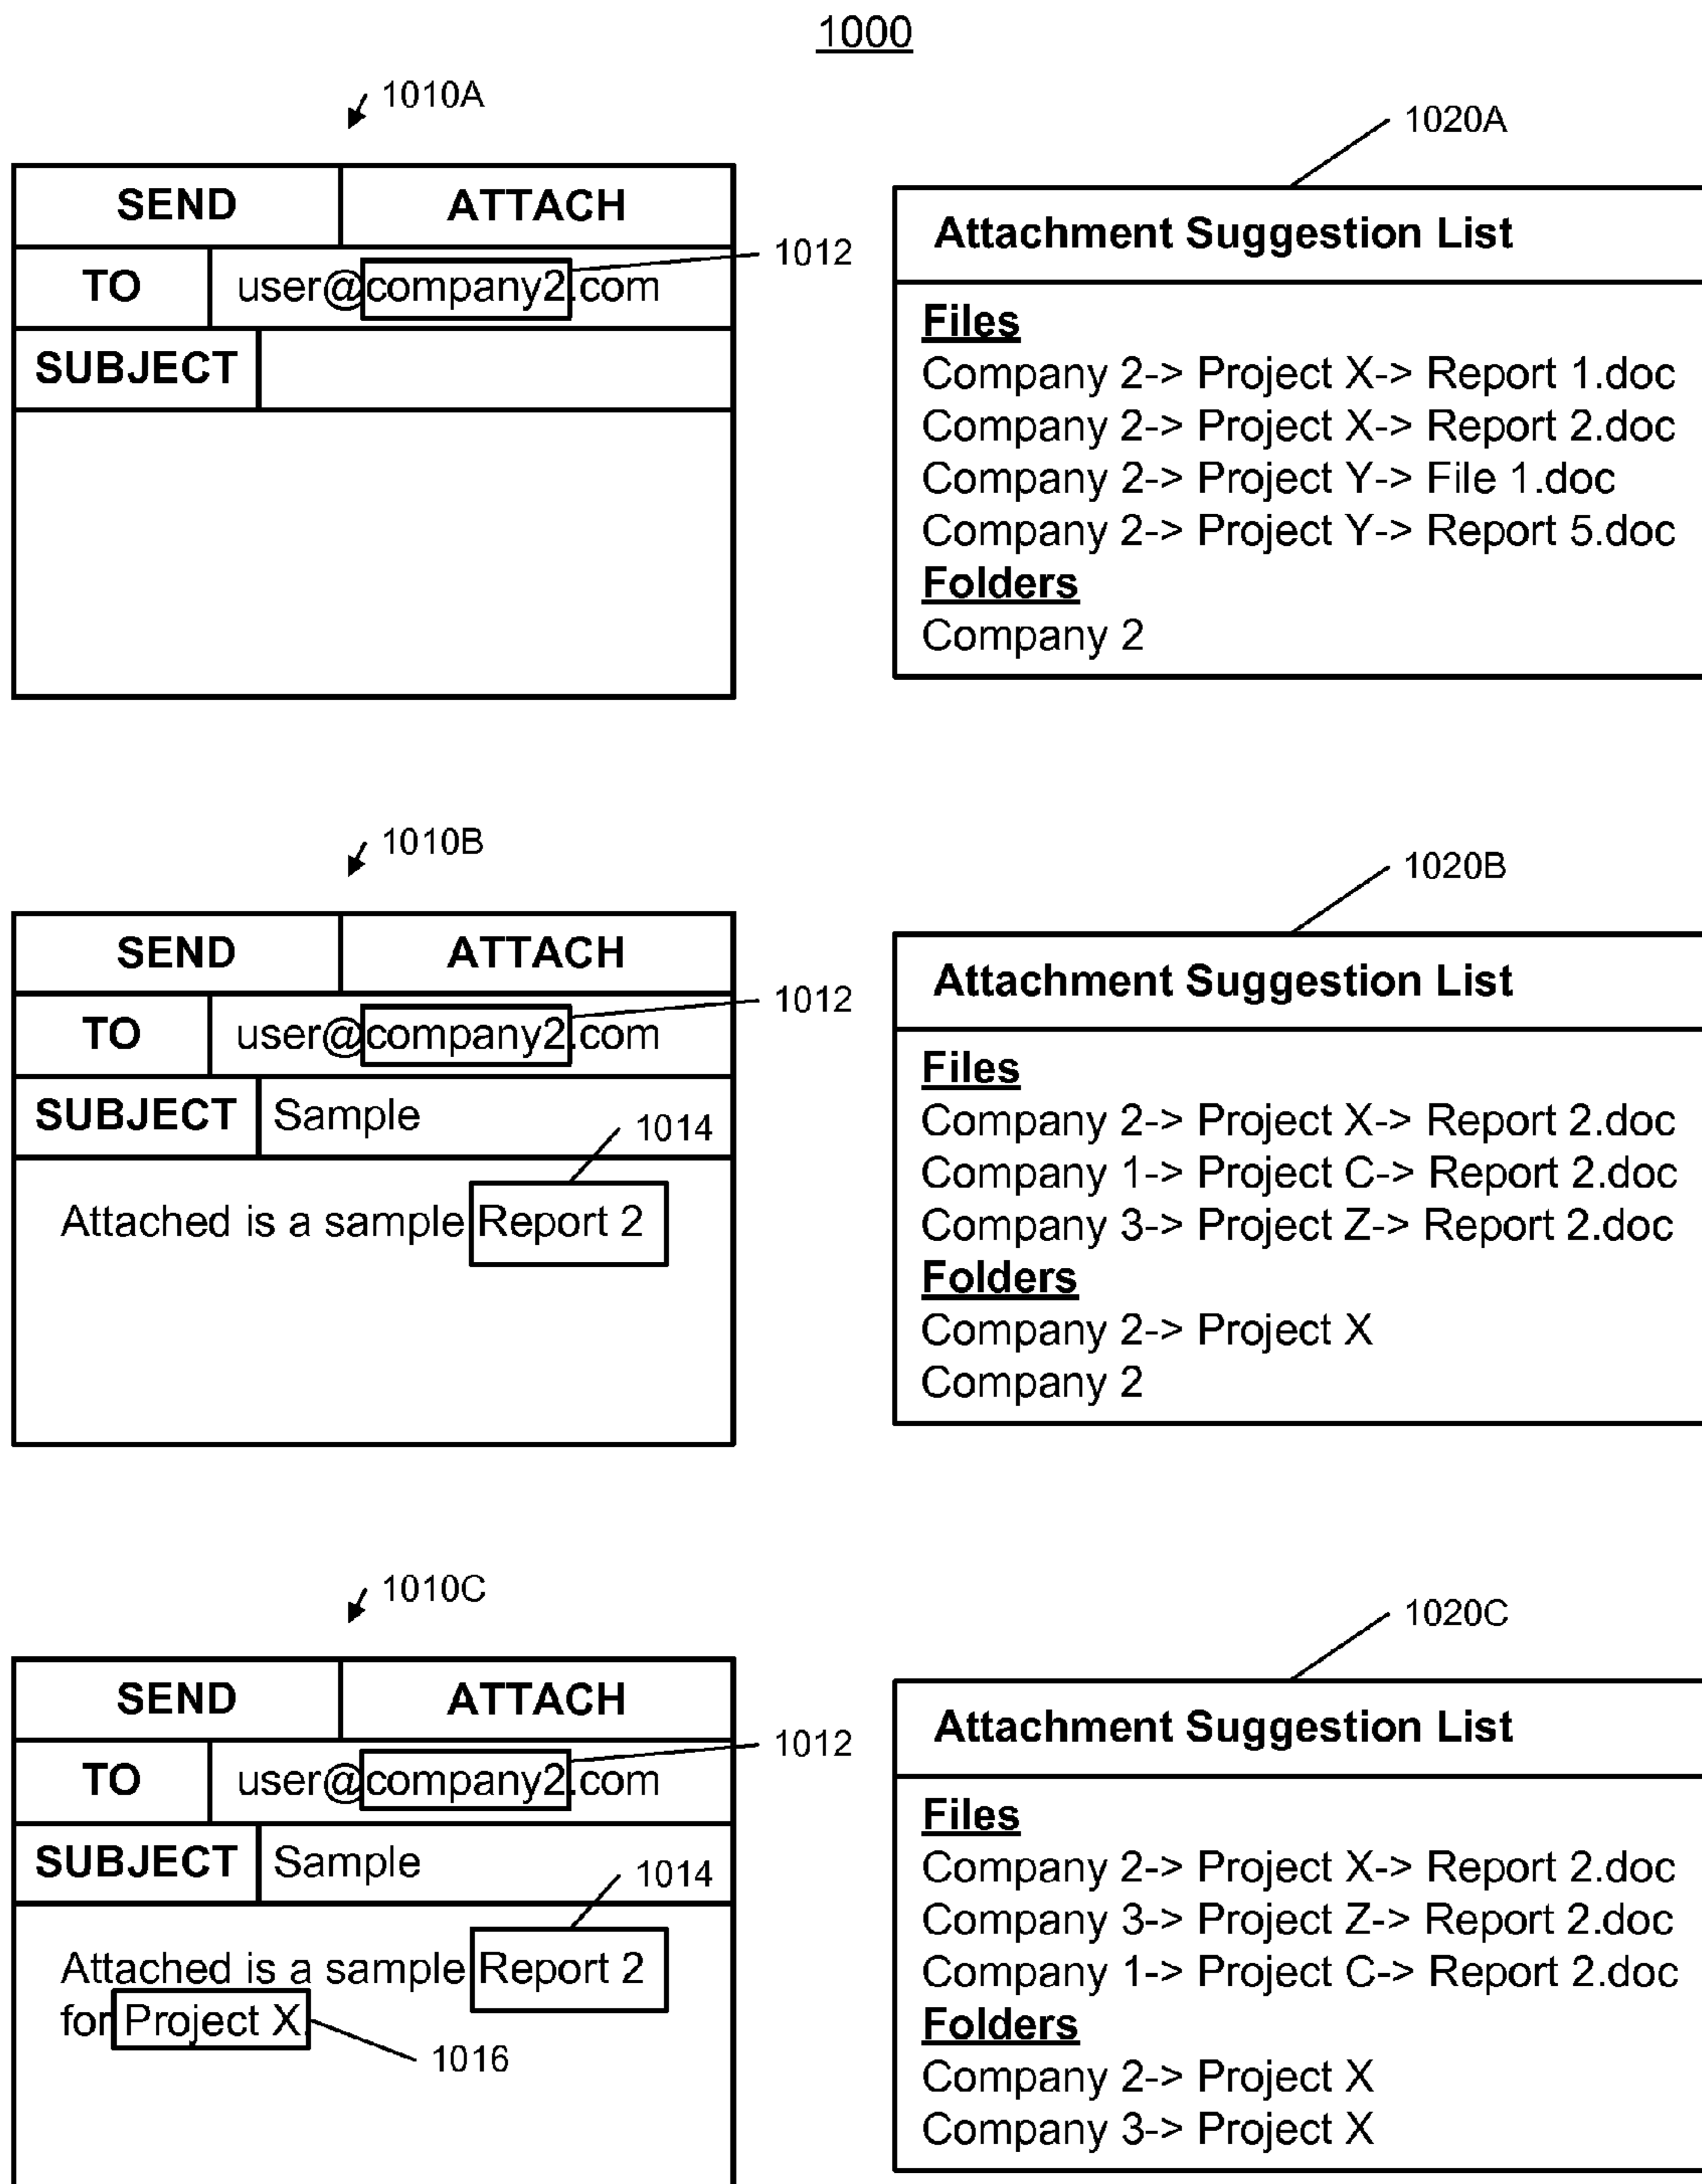 1000
1010A
1020A
SEND ATTACH
TO user@company2.com
1012
SUBJECT
Attachment Suggestion List
Files
Company 2-> Project X-> Report 1.doc
Company 2-> Project X-> Report 2.doc
Company 2-> Project Y-> File 1.doc
Company 2-> Project Y-> Report 5.doc
Folders
Company 2
1010B
1020B
SEND ATTACH
TO user@company2.com
1012
SUBJECT Sample
1014
Attached is a sample Report 2
Attachment Suggestion List
Files
Company 2-> Project X-> Report 2.doc
Company 1-> Project C-> Report 2.doc
Company 3-> Project Z-> Report 2.doc
Folders
Company 2-> Project X
Company 2
1010C
1020C
SEND ATTACH
TO user@company2.com
1012
SUBJECT Sample
1014
Attached is a sample Report 2
for Project X.
1016
Attachment Suggestion List
Files
Company 2-> Project X-> Report 2.doc
Company 3-> Project Z-> Report 2.doc
Company 1-> Project C-> Report 2.doc
Folders
Company 2-> Project X
Company 3-> Project X